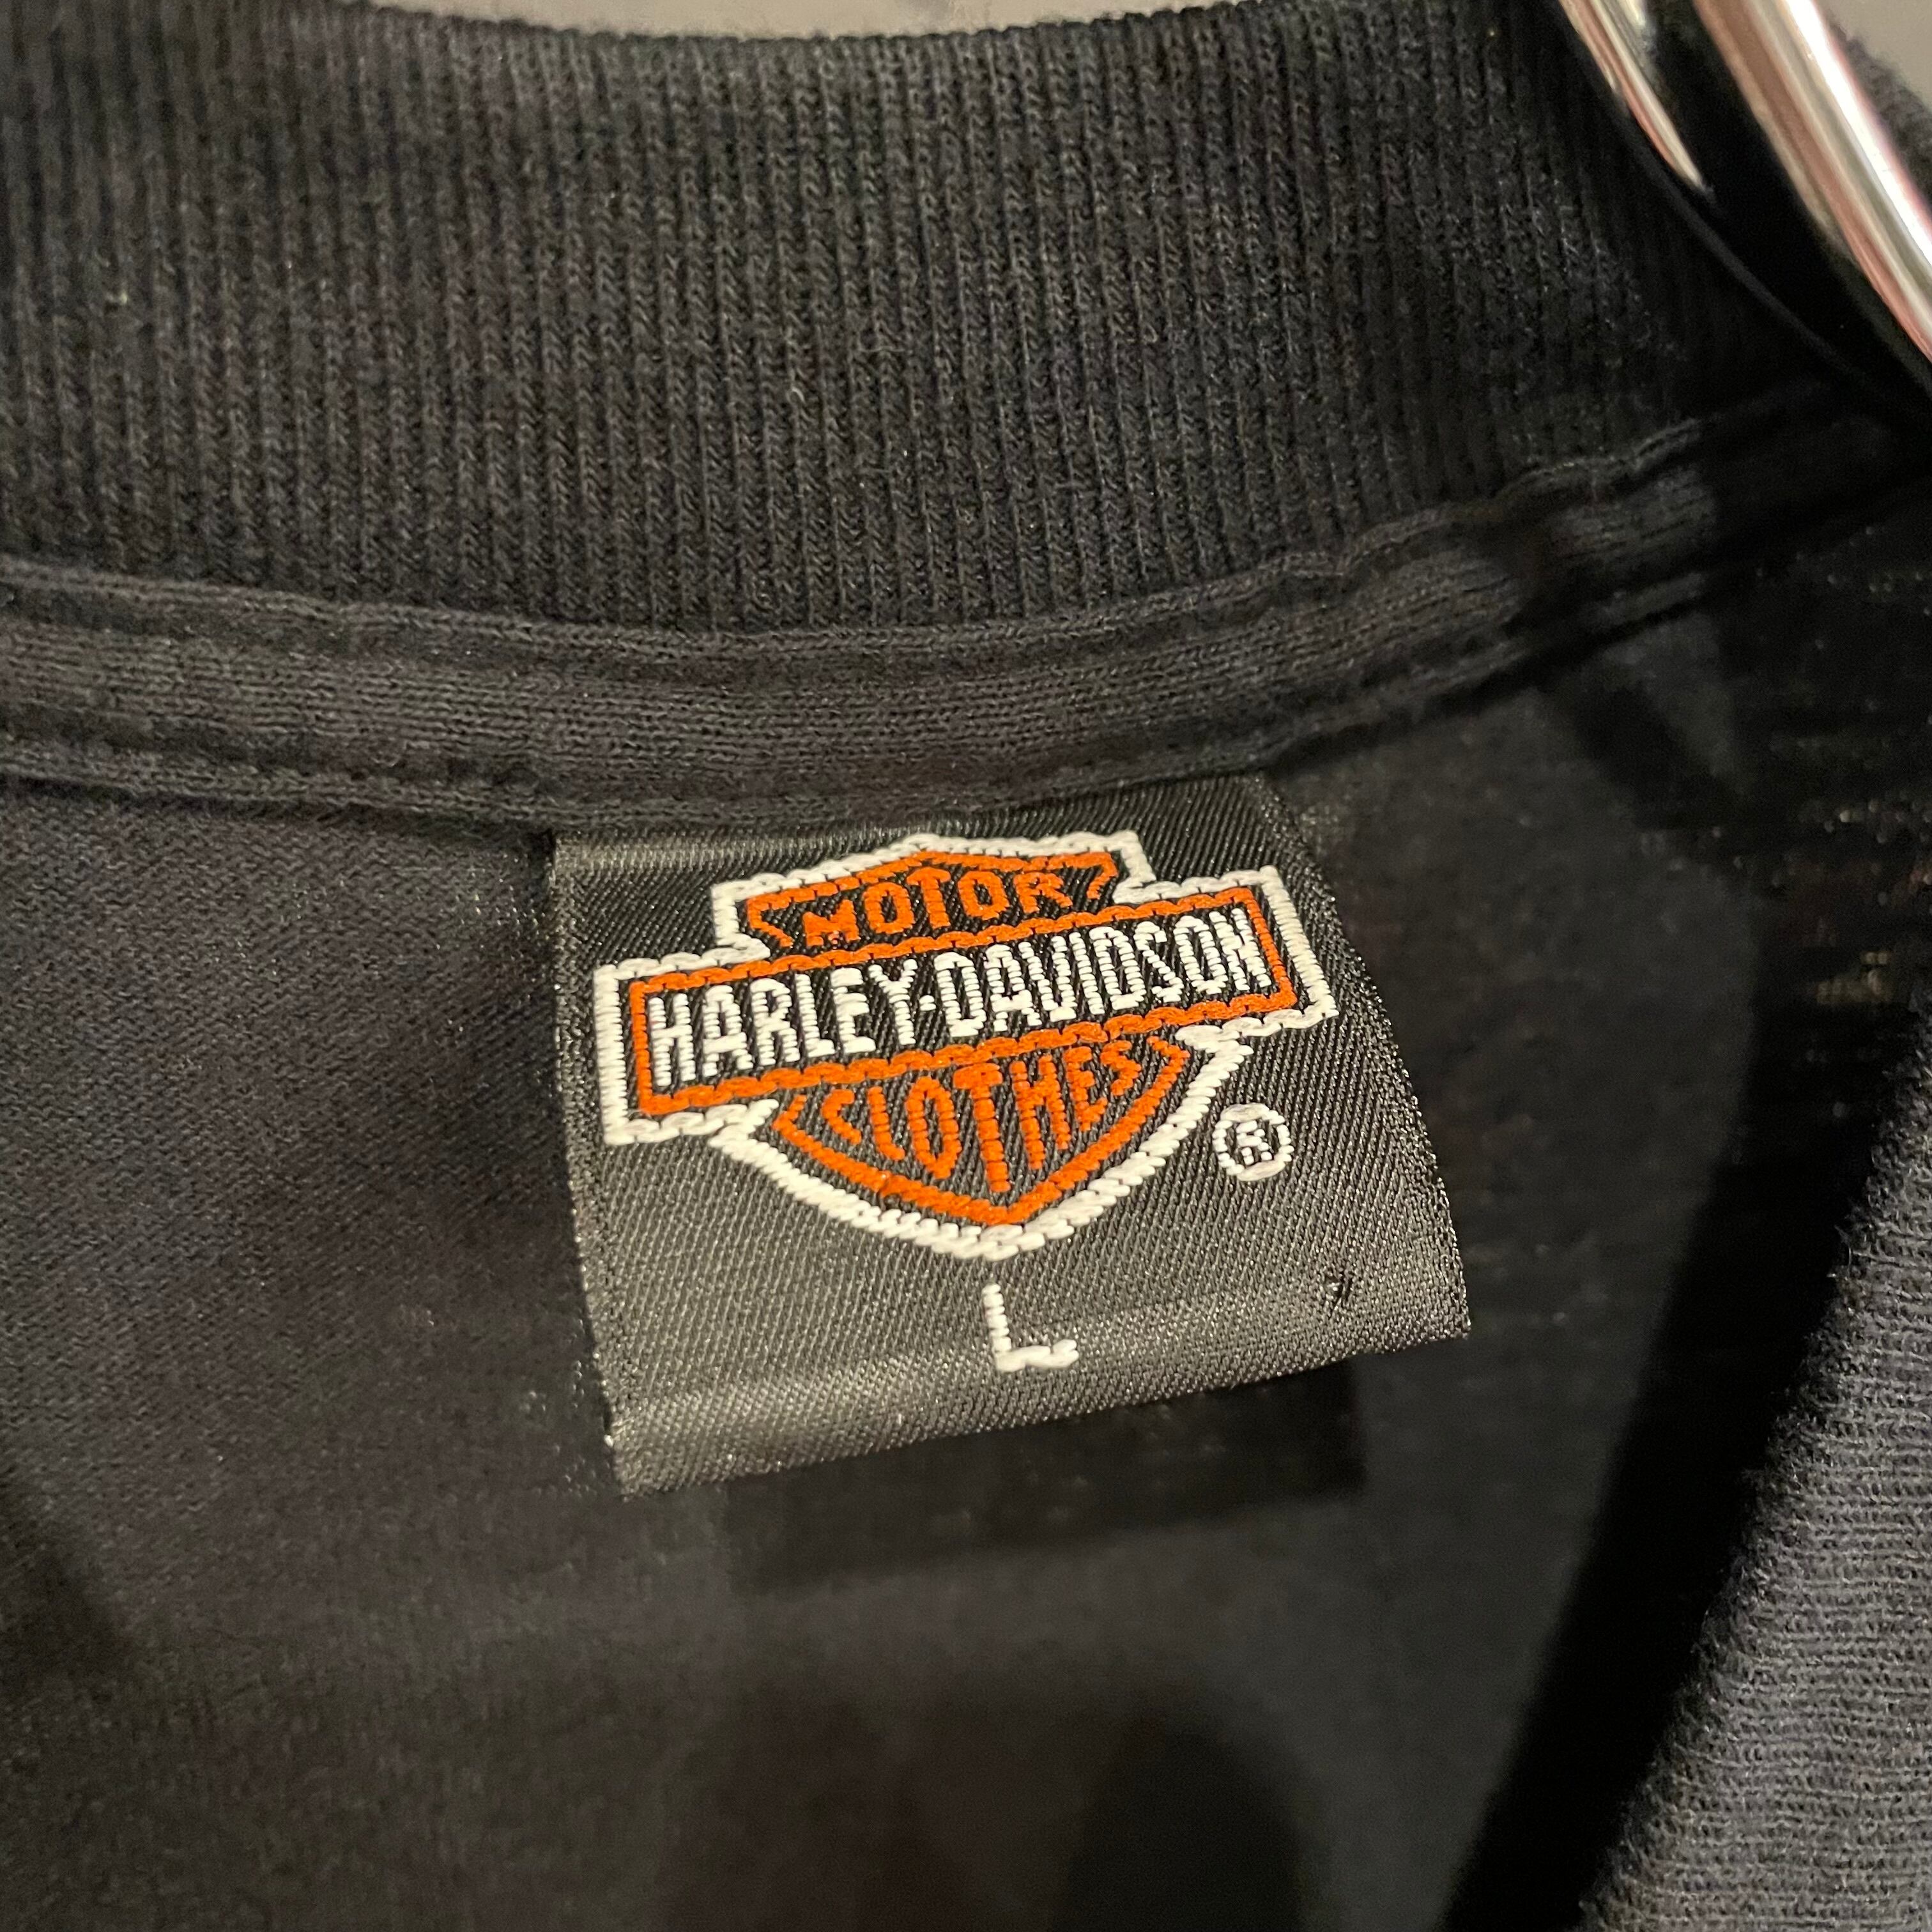 MOTOR
HARLEY-DAVIDSON
CLOTHES
®
L